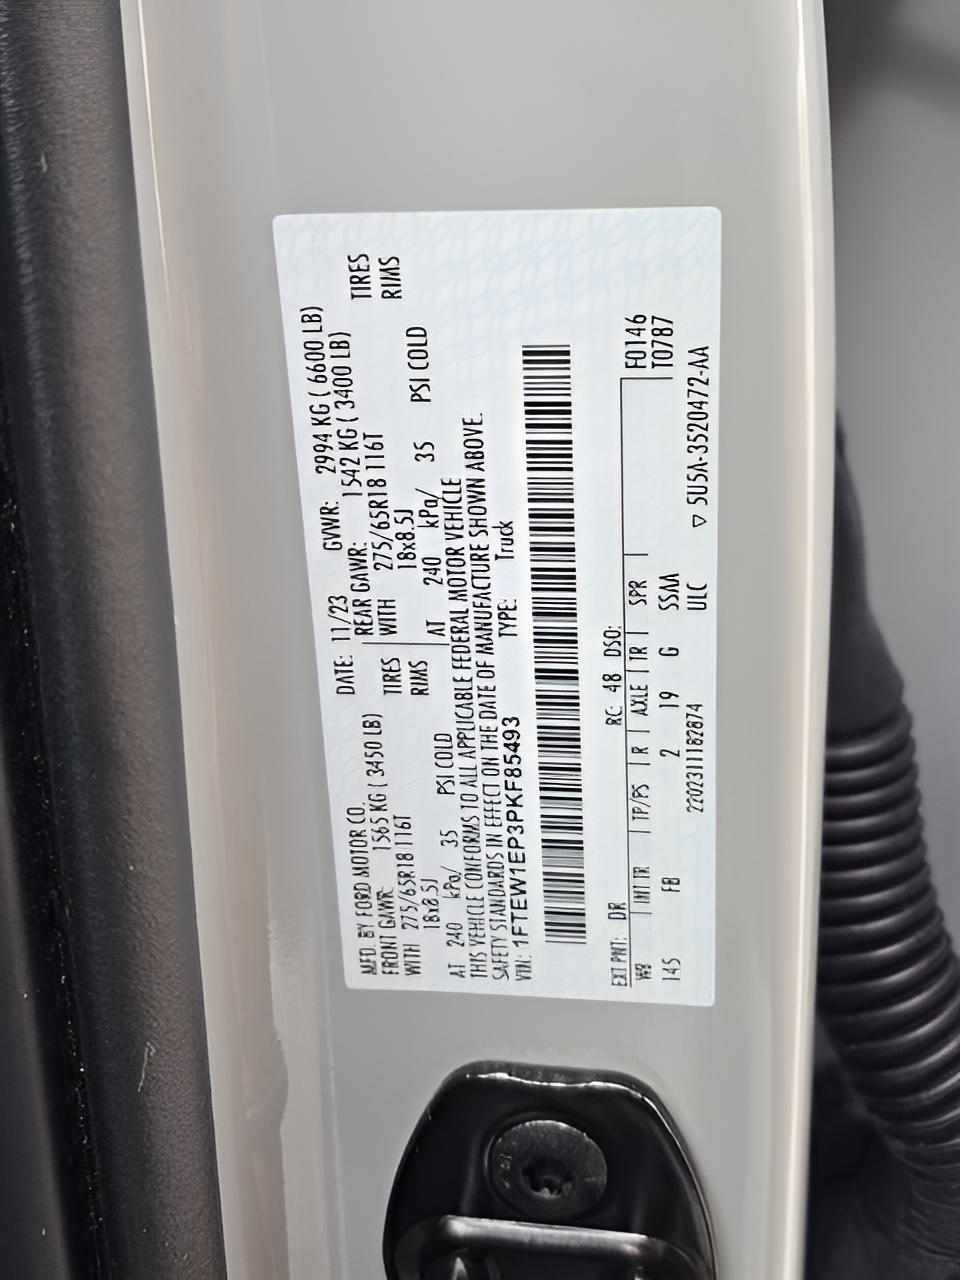 MFD. BY FORD MOTOR CO.
DATE: 11/23 GVWR: 2994 KG ( 6600 LB)
FRONT GAWR: 1565 KG ( 3450 LB) REAR GAWR: 1542 KG ( 3400 LB)
WITH 275/65R18 116T TIRES WITH 275/65R18 116T TIRES
18x8.5J RIMS 18x8.5J RIMS
AT 240 kPa/ 35 PSI COLD AT 240 kPa/ 35 PSI COLD
THIS VEHICLE CONFORMS TO ALL APPLICABLE FEDERAL MOTOR VEHICLE
SAFETY STANDARDS IN EFFECT ON THE DATE OF MANUFACTURE SHOWN ABOVE.
VIN: 1FTEW1EP3PKF85493 TYPE: Truck
EXT PNT: DR RC: 48 DSO: F0146
WB INT TR TP/PS R AXLE TR SPR T0787
145 FB 2 19 G SSAA
2202311182874 ULC ▽ 5U5A-3520472-AA